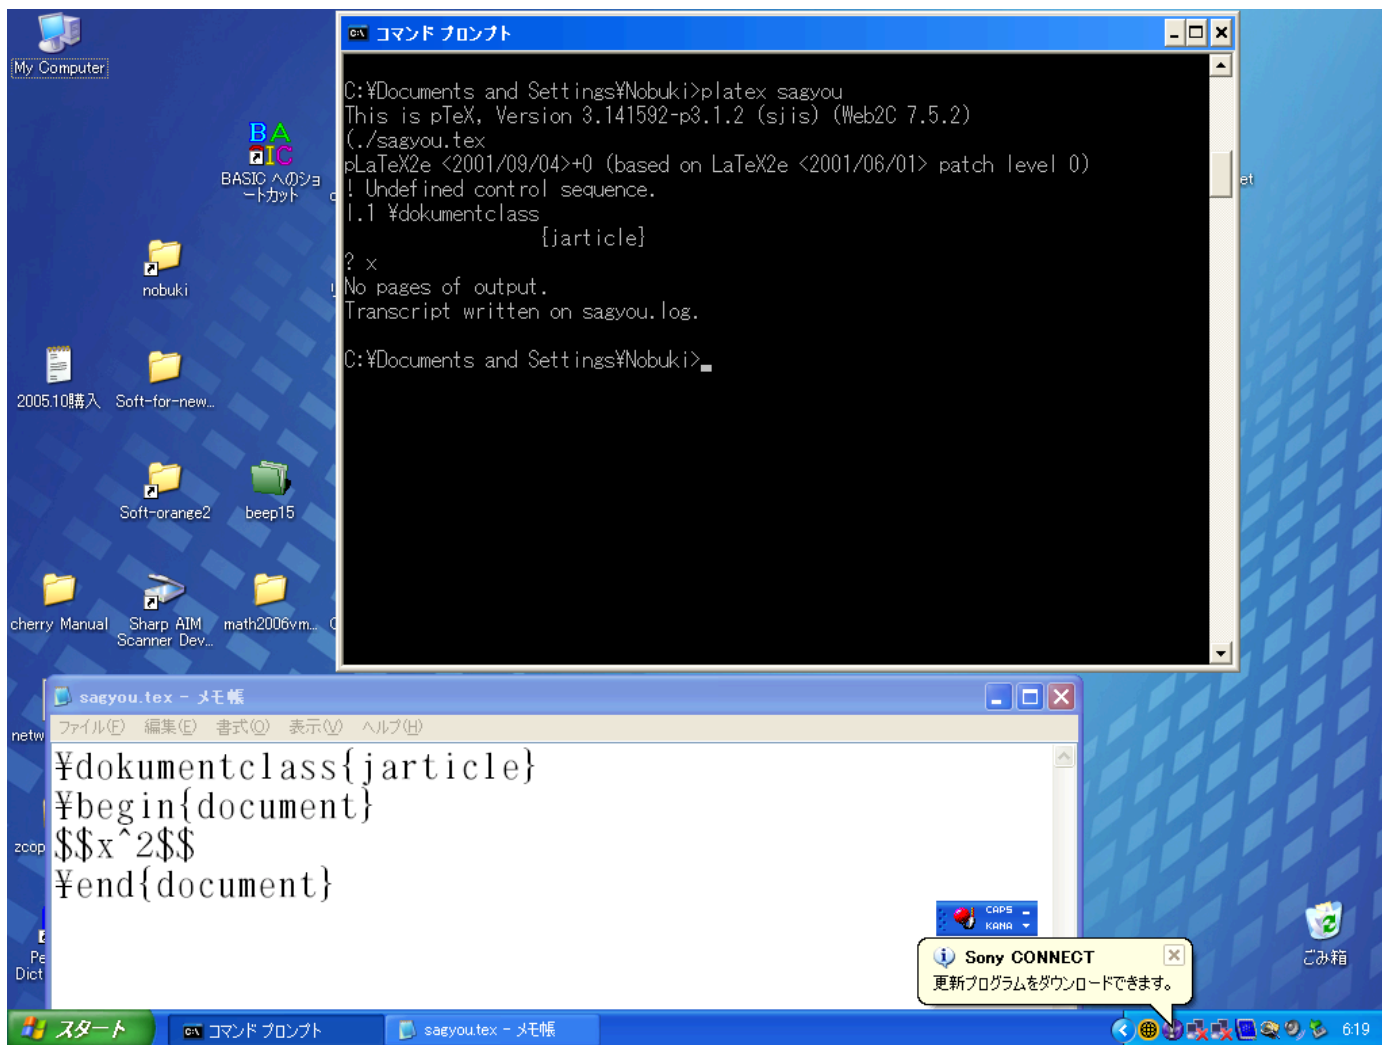 My Computer
BASIC へのショ
ートカット
nobuki
2005.10購入
Soft-for-new...
Soft-orange2
beep15
cherry Manual
Sharp AIM
Scanner Dev...
math2006vm...
netw
zcop
Pe
Dict
et
ごみ箱
コマンド プロンプト
C:¥Documents and Settings¥Nobuki>platex sagyou
This is pTeX, Version 3.141592-p3.1.2 (sjis) (Web2C 7.5.2)
(./sagyou.tex
pLaTeX2e <2001/09/04>+0 (based on LaTeX2e <2001/06/01> patch level 0)
! Undefined control sequence.
l.1 ¥dokumentclass
{jarticle}
? x
No pages of output.
Transcript written on sagyou.log.
C:¥Documents and Settings¥Nobuki>
sagyou.tex - メモ帳
ファイル(F) 編集(E) 書式(O) 表示(V) ヘルプ(H)
¥dokumentclass{jarticle}
¥begin{document}
$$x^2$$
¥end{document}
CAPS
KANA
Sony CONNECT
更新プログラムをダウンロードできます。
スタート
コマンド プロンプト
sagyou.tex - メモ帳
6:19